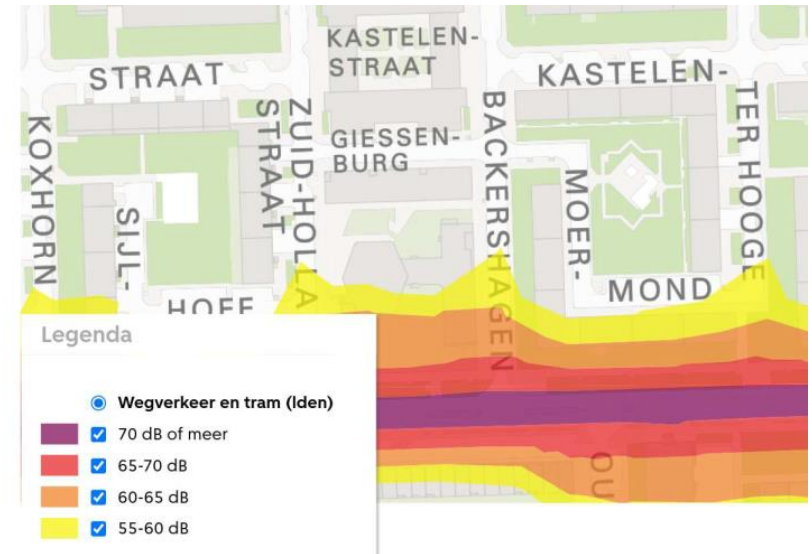 KASTELEN-
STRAAT
STRAAT
KASTELEN-
KOXHORN
ZUID-HOLLA
STRAAT
BACKERSHAGEN
TER HOOGE
GIESSEN-
BURG
MOER-
MOND
SIJL-
HOFF
OU
Legenda
Wegverkeer en tram (lden)
70 dB of meer
65-70 dB
60-65 dB
55-60 dB